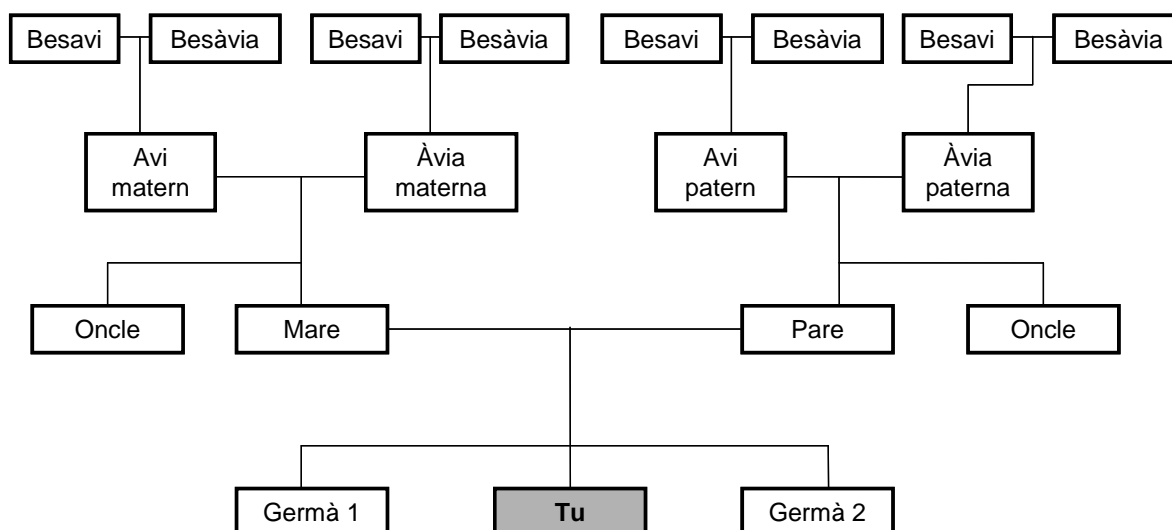 Besavi Besàvia Besavi Besàvia Besavi Besàvia Besavi Besàvia
Avi matern
Àvia materna
Avi patern
Àvia paterna
Oncle Mare Pare Oncle
Germà 1 Tu Germà 2